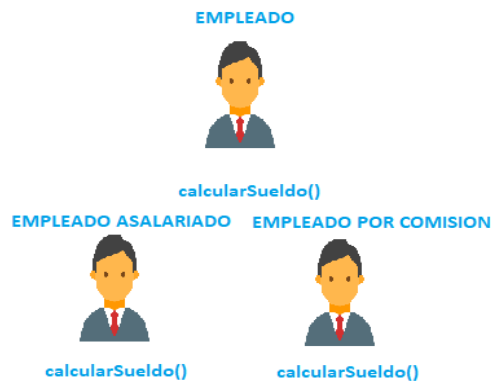 EMPLEADO
calcularSueldo()
EMPLEADO ASALARIADO
EMPLEADO POR COMISION
calcularSueldo()
calcularSueldo()